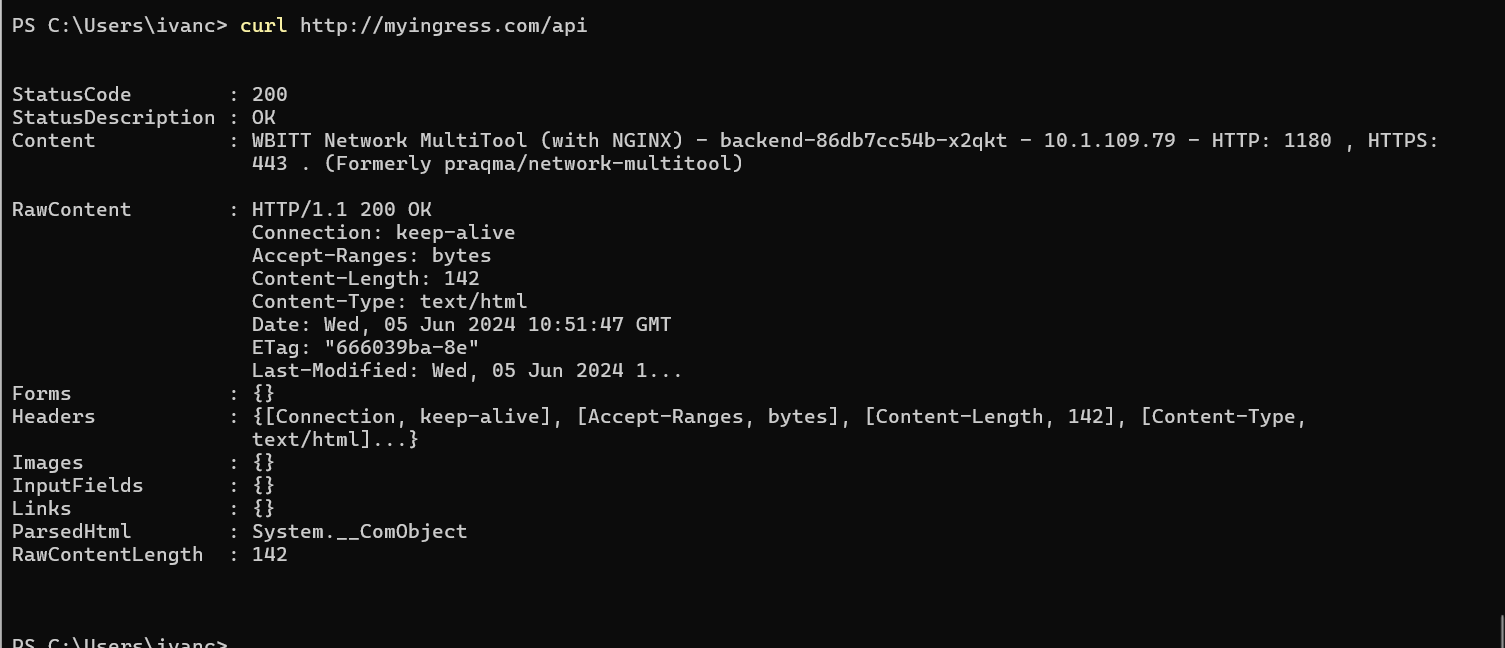 PS C:\Users\ivanc> curl http://myingress.com/api
StatusCode        : 200
StatusDescription : OK
Content           : WBITT Network MultiTool (with NGINX) - backend-86db7cc54b-x2qkt - 10.1.109.79 - HTTP: 1180 , HTTPS:
                    443 . (Formerly praqma/network-multitool)
RawContent        : HTTP/1.1 200 OK
                    Connection: keep-alive
                    Accept-Ranges: bytes
                    Content-Length: 142
                    Content-Type: text/html
                    Date: Wed, 05 Jun 2024 10:51:47 GMT
                    ETag: "666039ba-8e"
                    Last-Modified: Wed, 05 Jun 2024 1...
Forms             : {}
Headers           : {[Connection, keep-alive], [Accept-Ranges, bytes], [Content-Length, 142], [Content-Type,
                    text/html]...}
Images            : {}
InputFields       : {}
Links             : {}
ParsedHtml        : System.__ComObject
RawContentLength  : 142
PS C:\Users\ivanc>